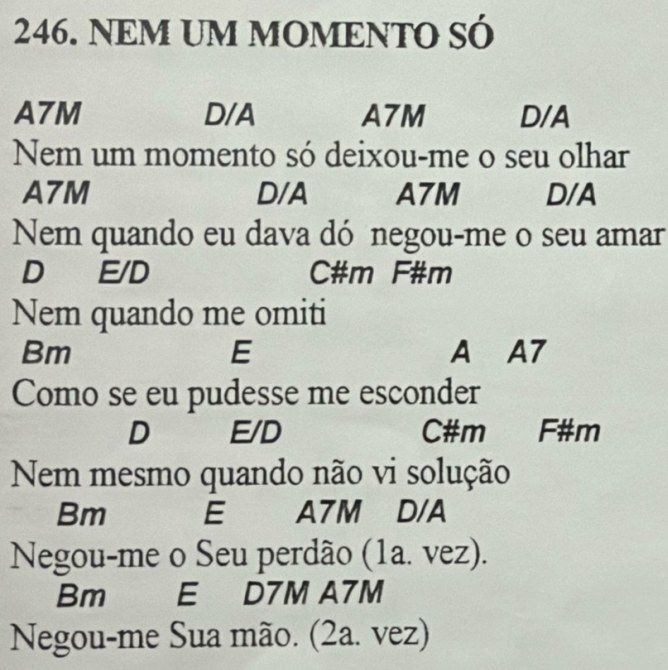 246. NEM UM MOMENTO SÓ
A7M D/A A7M D/A
Nem um momento só deixou-me o seu olhar
A7M D/A A7M D/A
Nem quando eu dava dó negou-me o seu amar
D E/D C#m F#m
Nem quando me omiti
Bm E A A7
Como se eu pudesse me esconder
D E/D C#m F#m
Nem mesmo quando não vi solução
Bm E A7M D/A
Negou-me o Seu perdão (1a. vez).
Bm E D7M A7M
Negou-me Sua mão. (2a. vez)